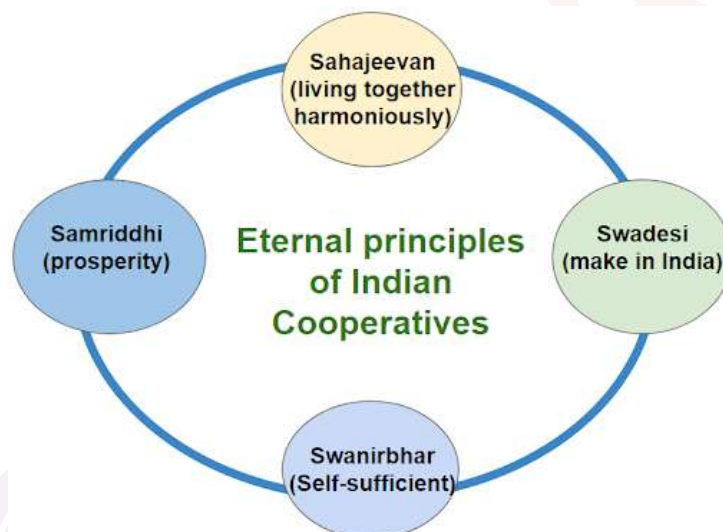 Sahajeevan
(living together
harmoniously)
Samriddhi
(prosperity)
Eternal principles
of Indian
Cooperatives
Swadesi
(make in India)
Swanirbhar
(Self-sufficient)